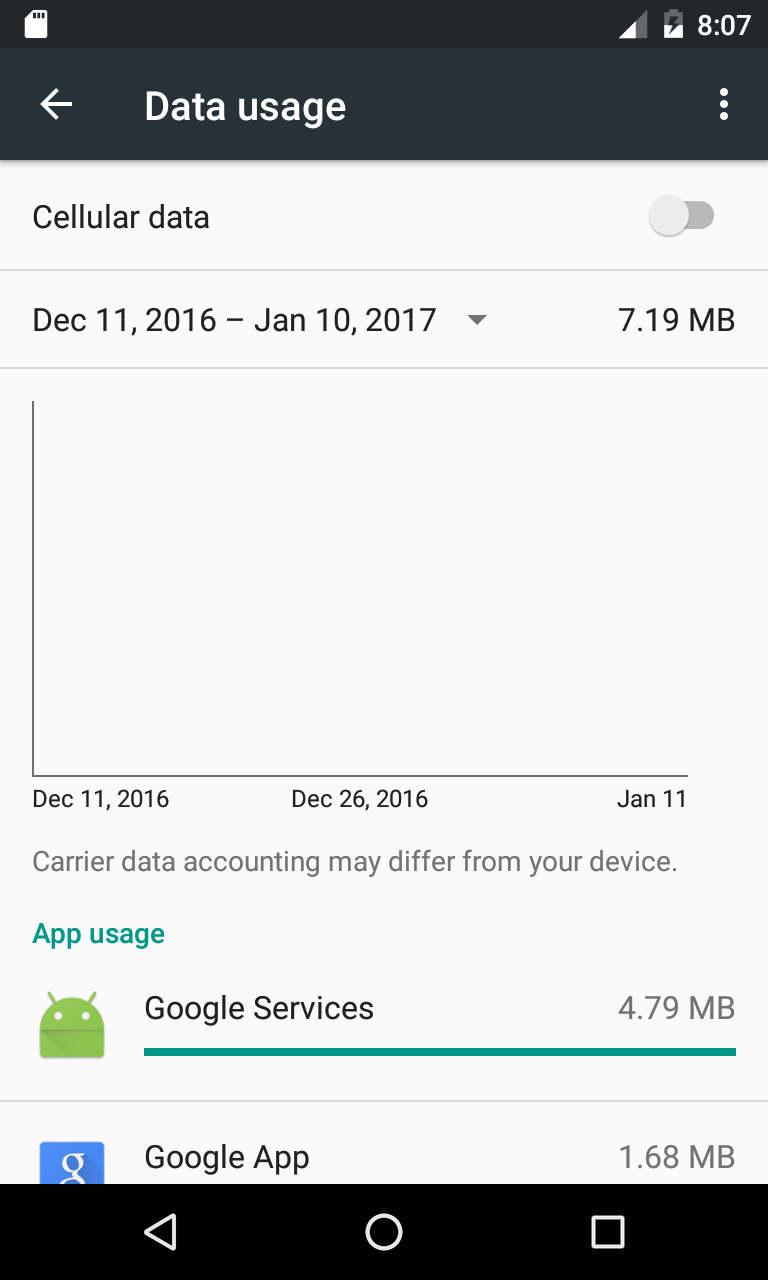 8:07
Data usage
Cellular data
Dec 11, 2016 – Jan 10, 2017 7.19 MB
Dec 11, 2016 Dec 26, 2016 Jan 11
Carrier data accounting may differ from your device.
App usage
Google Services 4.79 MB
g
Google App 1.68 MB